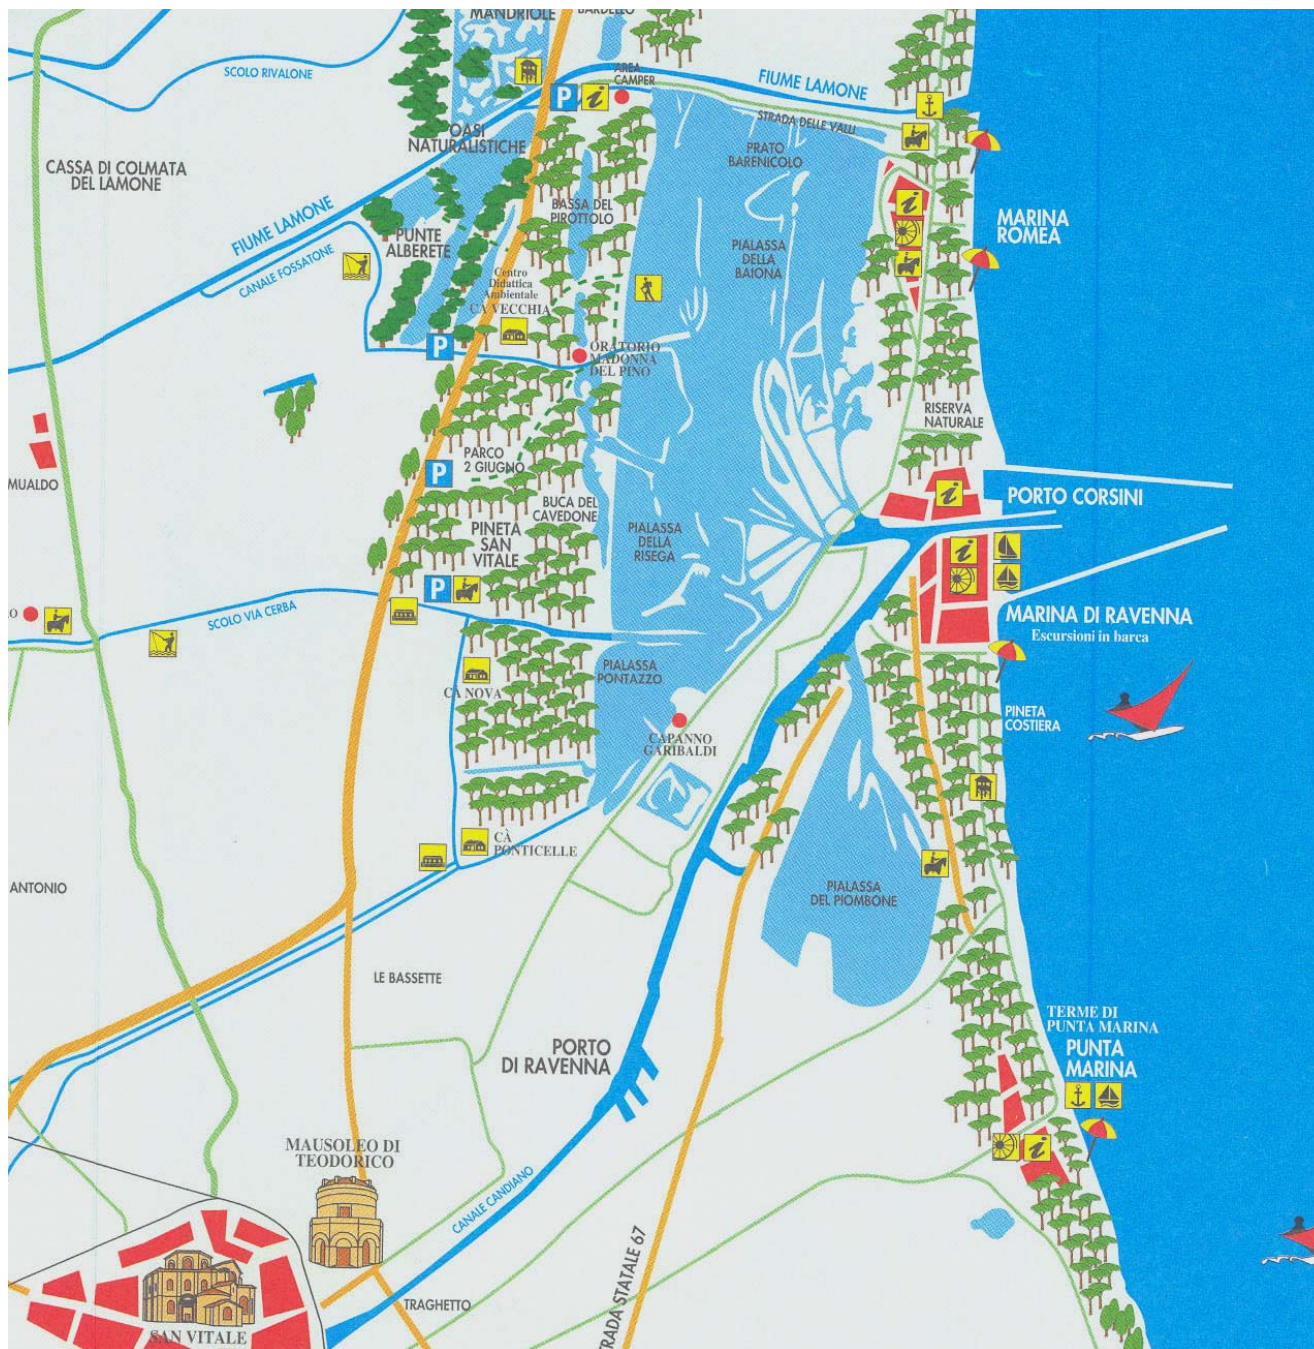 MANDRIOLE
BARDELLO
SCOLO RIVALONE
AREA
CAMPER
FIUME LAMONE
P
i
STRADA DELLE VALLI
OASI
NATURALISTICHE
PRATO
BARENICOLO
CASSA DI COLMATA
DEL LAMONE
BASSA DEL
PIROTTOLO
i
FIUME LAMONE
PUNTE
ALBERETE
MARINA
ROMEA
PIALASSA
DELLA
BAIONA
CANALE FOSSATONE
Centro
Didattica
Ambientale
CA VECCHIA
P
ORATORIO
MADONNA
DEL PINO
RISERVA
NATURALE
PARCO
2 GIUGNO
P
MUALDO
i
PORTO CORSINI
BUCA DEL
CAVEDONE
PINETA
SAN
VITALE
PIALASSA
DELLA
RISEGA
i
P
O
SCOLO VIA CERBA
MARINA DI RAVENNA
Escursioni in barca
PIALASSA
PONTAZZO
CA NOVA
PINETA
COSTIERA
CAPANNO
GARIBALDI
CÀ
PONTICELLE
ANTONIO
PIALASSA
DEL PIOMBONE
LE BASSETTE
TERME DI
PUNTA MARINA
PUNTA
MARINA
PORTO
DI RAVENNA
i
MAUSOLEO DI
TEODORICO
CANALE CANDIANO
TRAGHETTO
TRADA STATALE 67
SAN VITALE